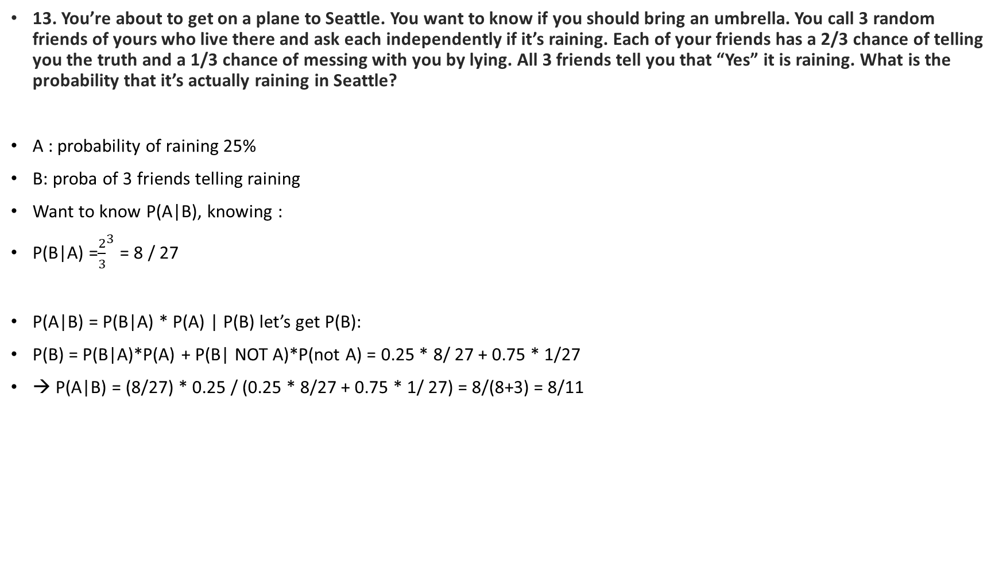 • 13. You’re about to get on a plane to Seattle. You want to know if you should bring an umbrella. You call 3 random
friends of yours who live there and ask each independently if it’s raining. Each of your friends has a 2/3 chance of telling
you the truth and a 1/3 chance of messing with you by lying. All 3 friends tell you that “Yes” it is raining. What is the
probability that it’s actually raining in Seattle?
• A : probability of raining 25%
• B: proba of 3 friends telling raining
• Want to know P(A|B), knowing :
• P(B|A) = 2/3³ = 8 / 27
• P(A|B) = P(B|A) * P(A) | P(B) let’s get P(B):
• P(B) = P(B|A)*P(A) + P(B| NOT A)*P(not A) = 0.25 * 8/ 27 + 0.75 * 1/27
• → P(A|B) = (8/27) * 0.25 / (0.25 * 8/27 + 0.75 * 1/ 27) = 8/(8+3) = 8/11